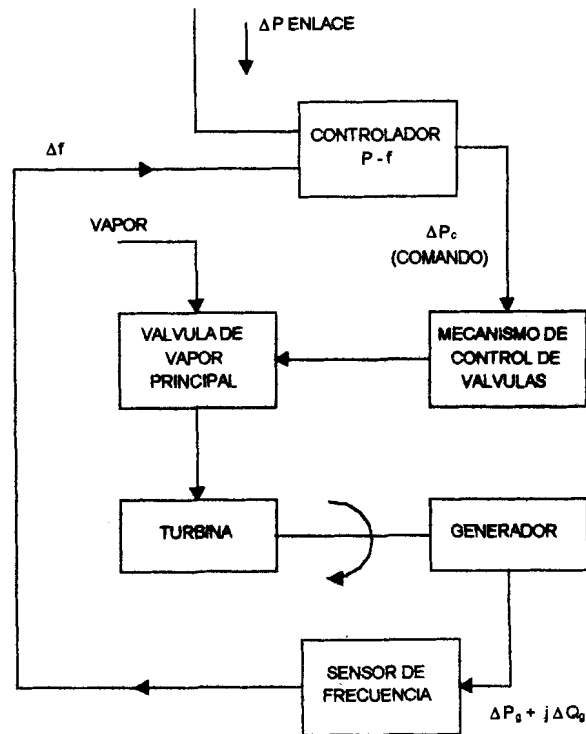 ΔP ENLACE
CONTROLADOR
P - f
Δf
VAPOR
ΔPc
(COMANDO)
VALVULA DE
VAPOR
PRINCIPAL
MECANISMO DE
CONTROL DE
VALVULAS
TURBINA
GENERADOR
SENSOR DE
FRECUENCIA
ΔPg + j ΔQg